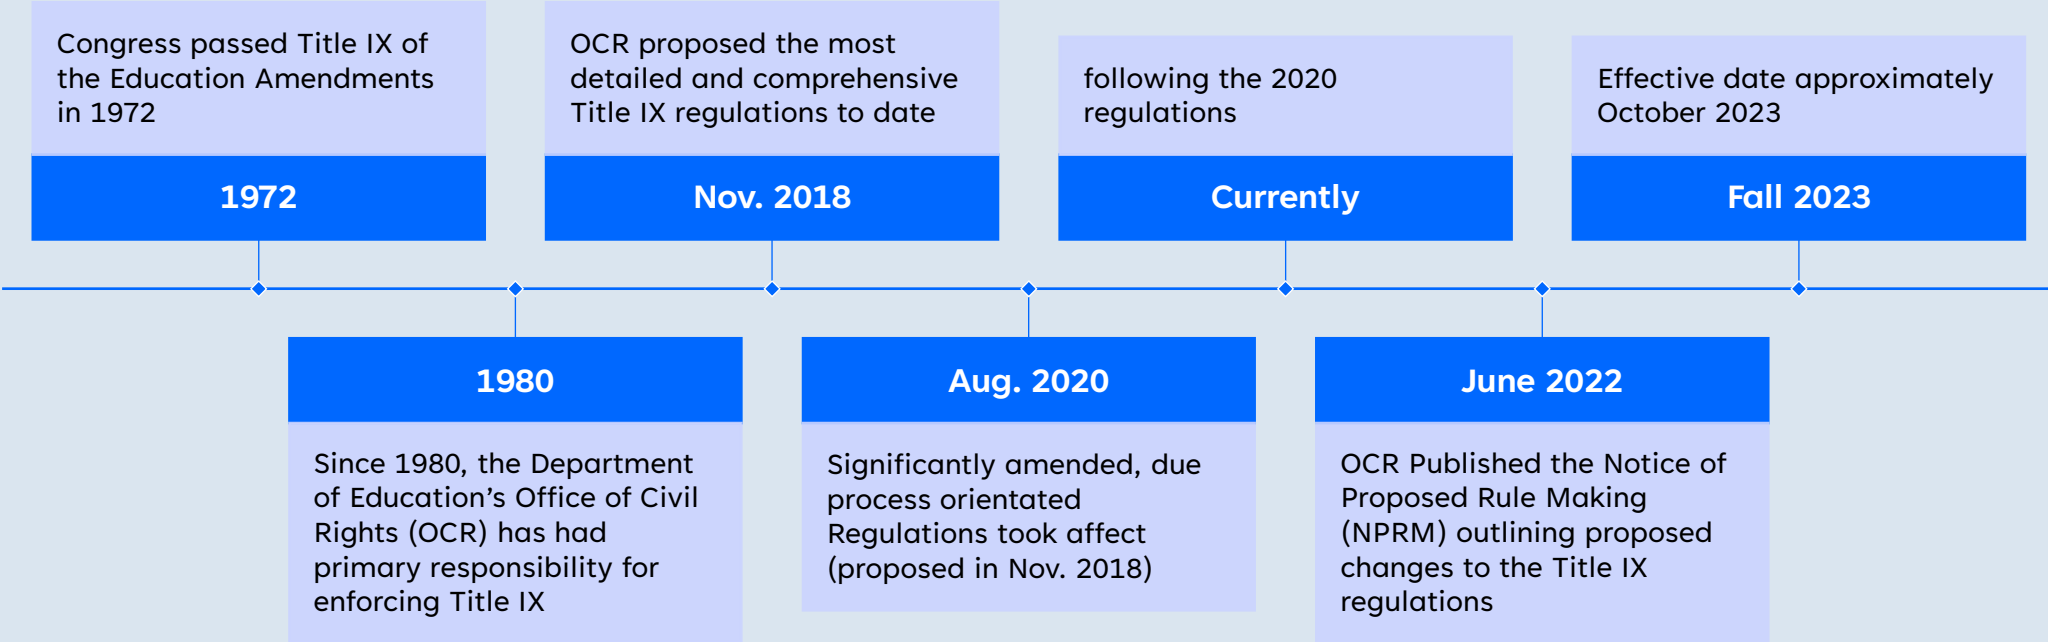 Congress passed Title IX of
the Education Amendments
in 1972
1972
Since 1980, the Department
of Education’s Office of Civil
Rights (OCR) has had
primary responsibility for
enforcing Title IX
1980
OCR proposed the most
detailed and comprehensive
Title IX regulations to date
Nov. 2018
Aug. 2020
Significantly amended, due
process orientated
Regulations took affect
(proposed in Nov. 2018)
following the 2020
regulations
Currently
June 2022
OCR Published the Notice of
Proposed Rule Making
(NPRM) outlining proposed
changes to the Title IX
regulations
Effective date approximately
October 2023
Fall 2023